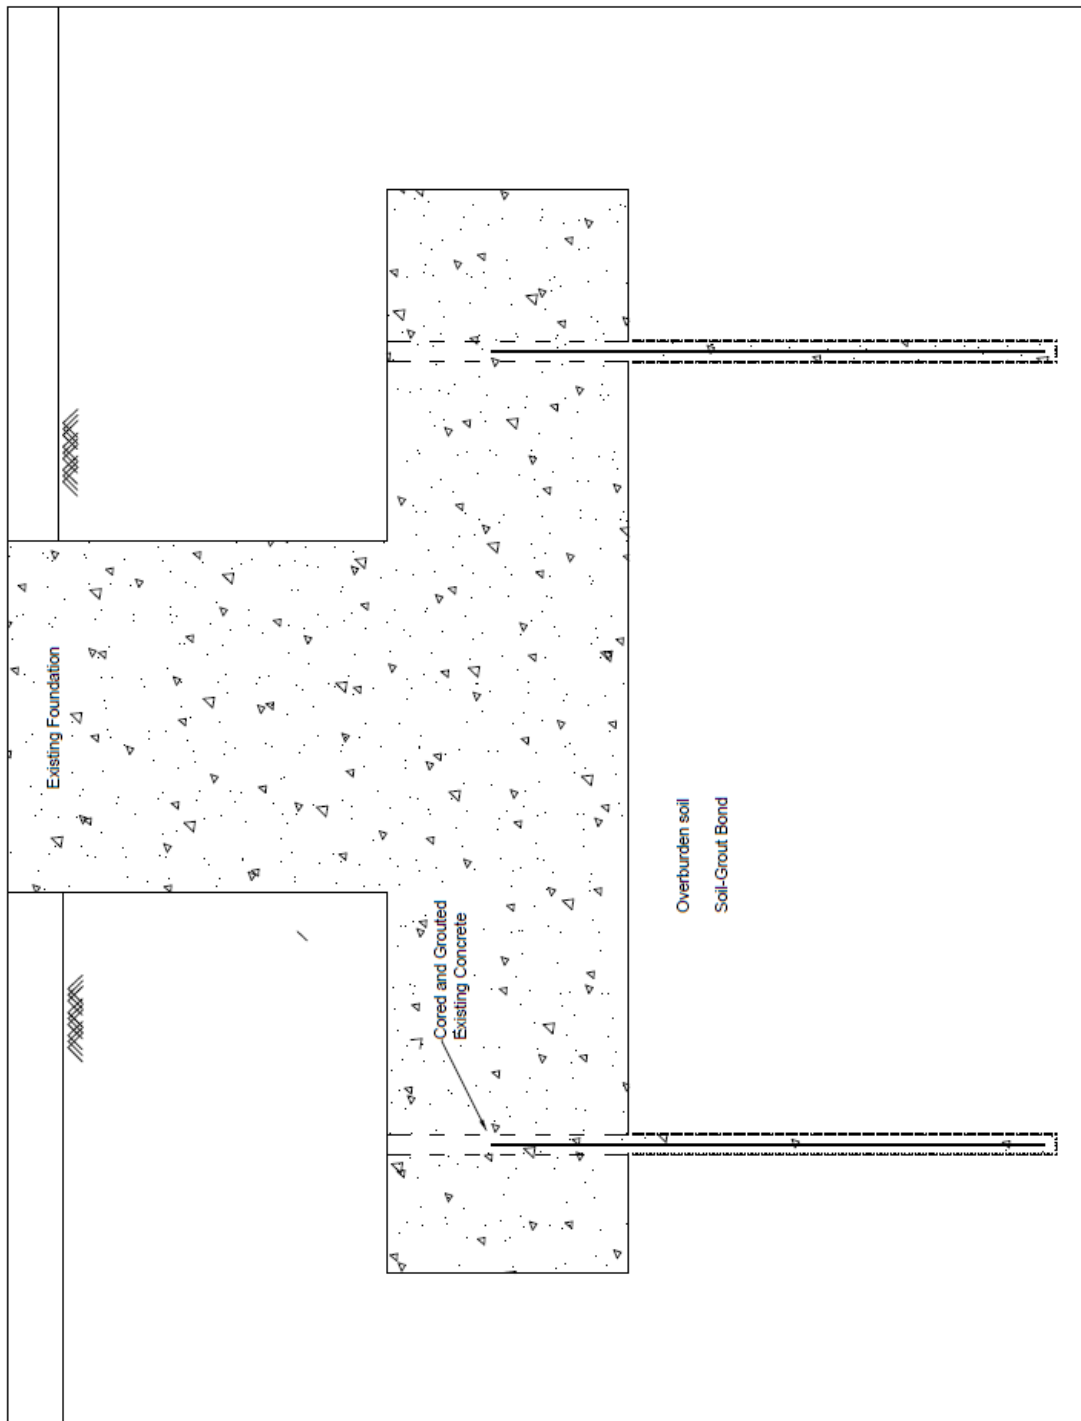 Existing Foundation
Cored and Grouted
Existing Concrete
Overburden soil
Soil-Grout Bond